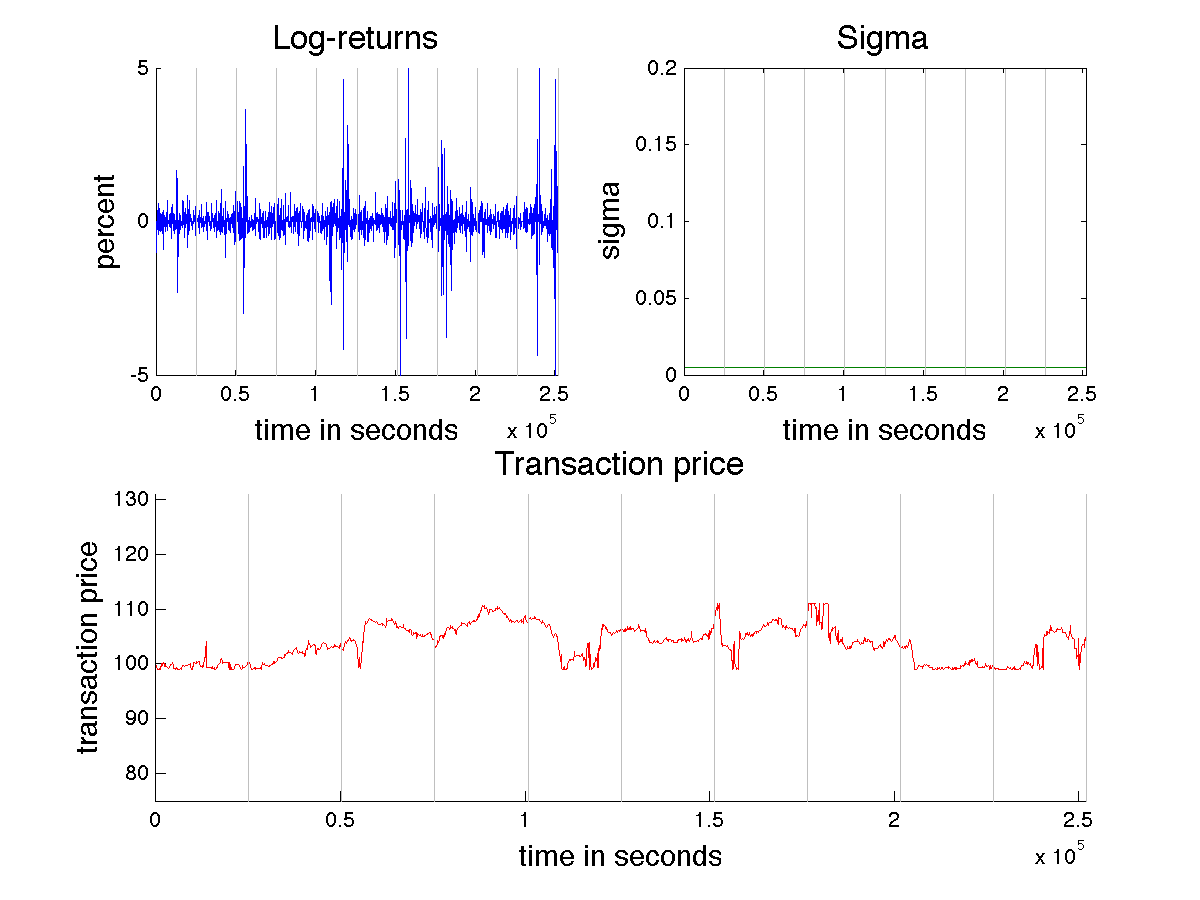 Log-returns
5
0
-5
percent
0 0.5 1 1.5 2 2.5
x 10^5
time in seconds
Sigma
0.2
0.15
0.1
0.05
0
sigma
0 0.5 1 1.5 2 2.5
x 10^5
time in seconds
Transaction price
130
120
110
100
90
80
transaction price
0 0.5 1 1.5 2 2.5
x 10^5
time in seconds